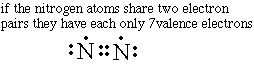 if the nitrogen atoms share two electron
pairs they have each only 7valence electrons
:Ṅ::Ṅ: